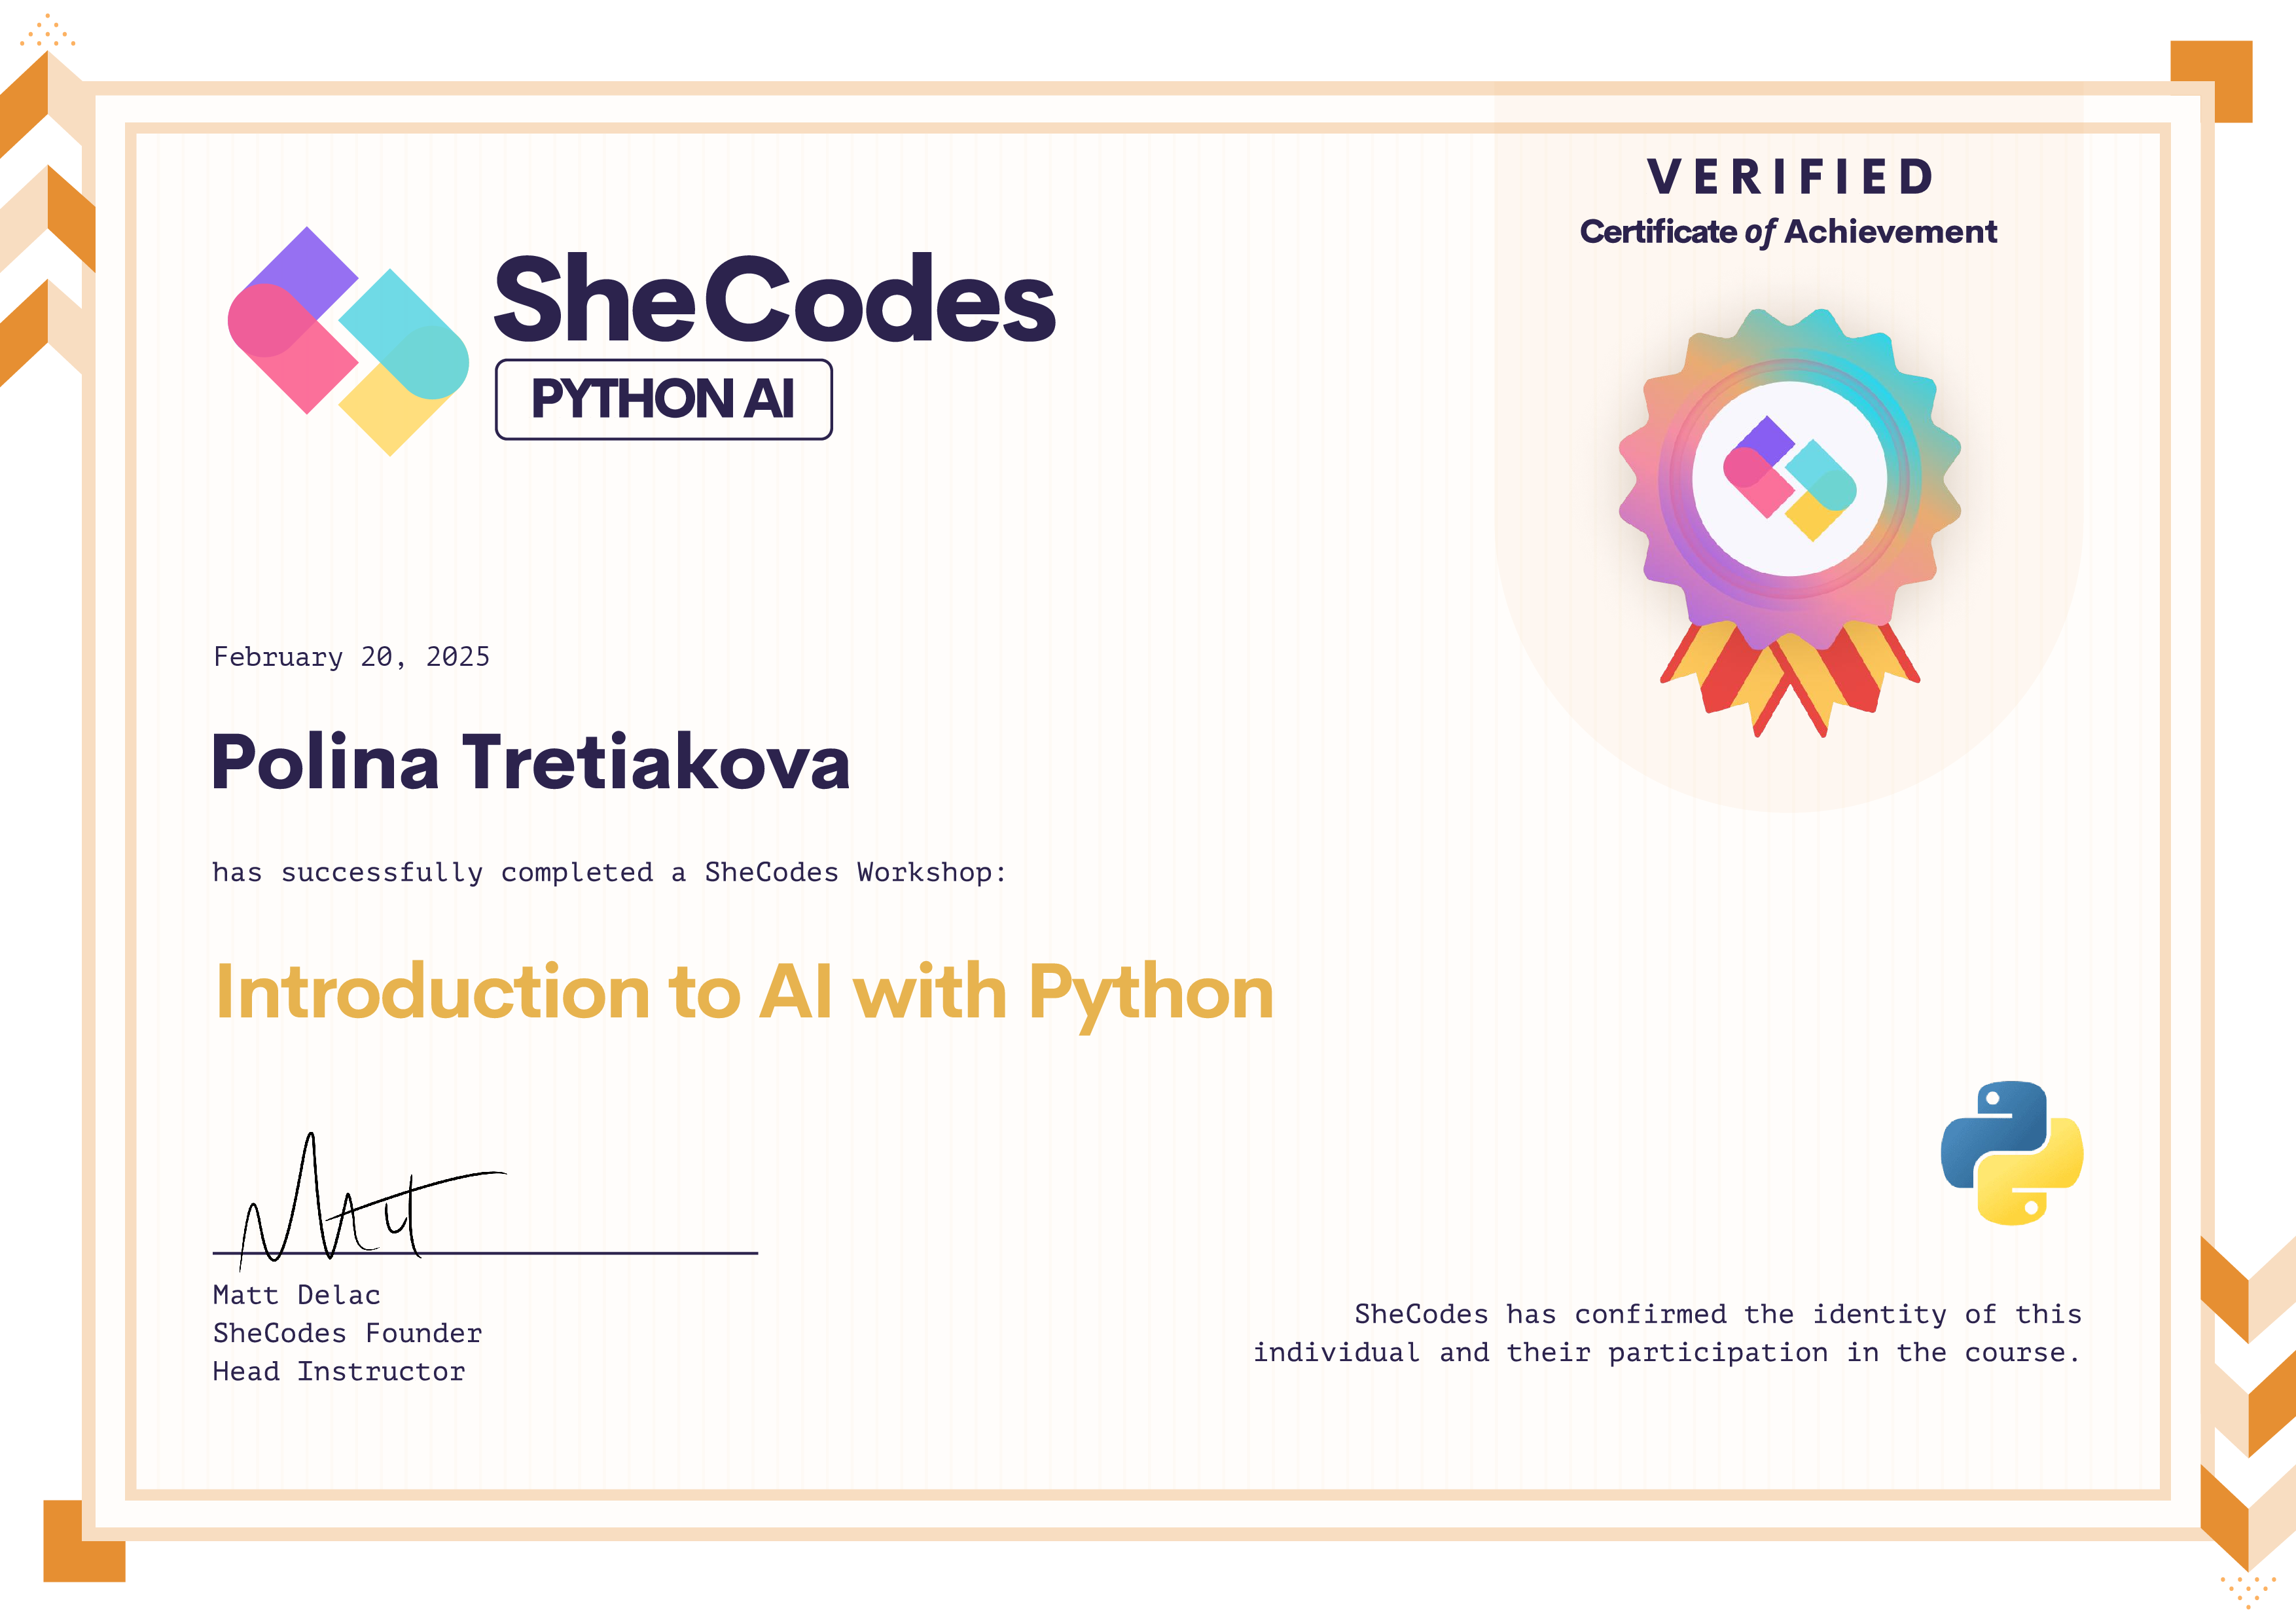 VERIFIED
Certificate of Achievement
SheCodes
PYTHON AI
February 20, 2025
Polina Tretiakova
has successfully completed a SheCodes Workshop:
Introduction to AI with Python
Matt
Matt Delac
SheCodes Founder
Head Instructor
SheCodes has confirmed the identity of this
individual and their participation in the course.